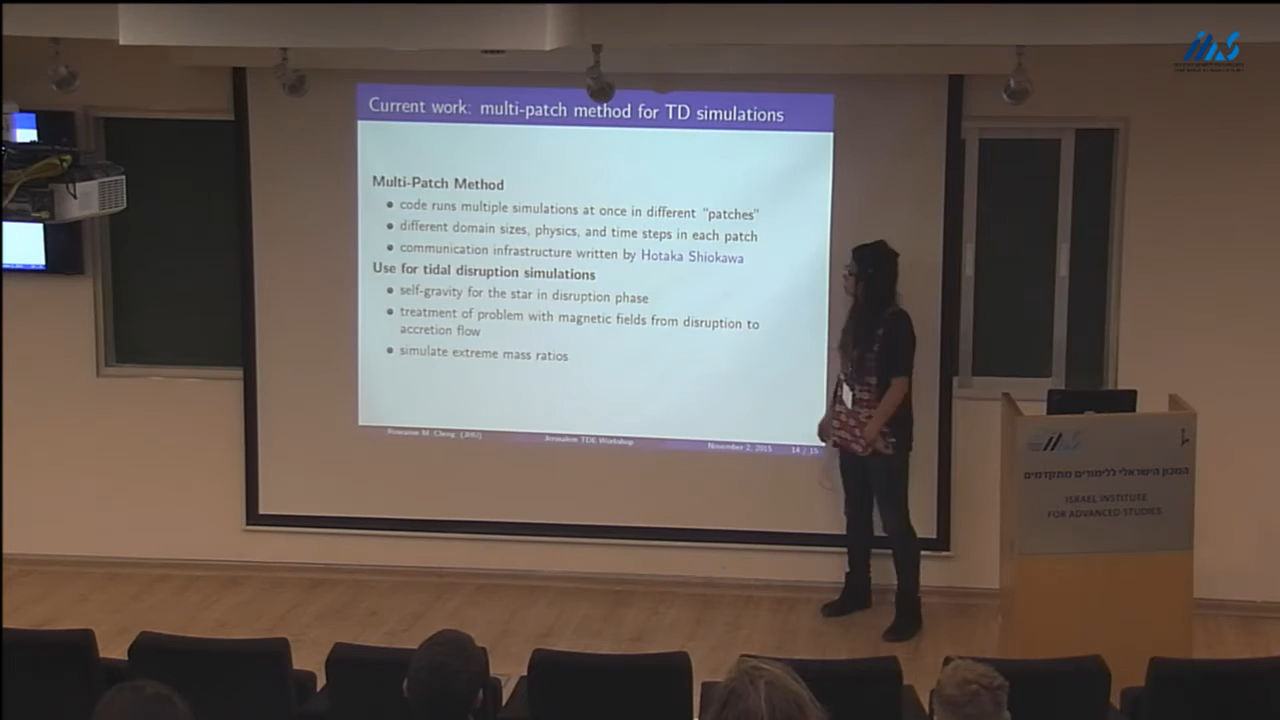 Current work: multi-patch method for TD simulations
Multi-Patch Method
code runs multiple simulations at once in different "patches"
different domain sizes, physics, and time steps in each patch
communication infrastructure written by Hotaka Shiokawa
Use for tidal disruption simulations
self-gravity for the star in disruption phase
treatment of problem with magnetic fields from disruption to
accretion flow
simulate extreme mass ratios
Roseanne M. Cheng (JHU) Jerusalem TDE Workshop November 2, 2015 14 / 15
המכון הישראלי ללימודים מתקדמים
ISRAEL INSTITUTE
FOR ADVANCED STUDIES